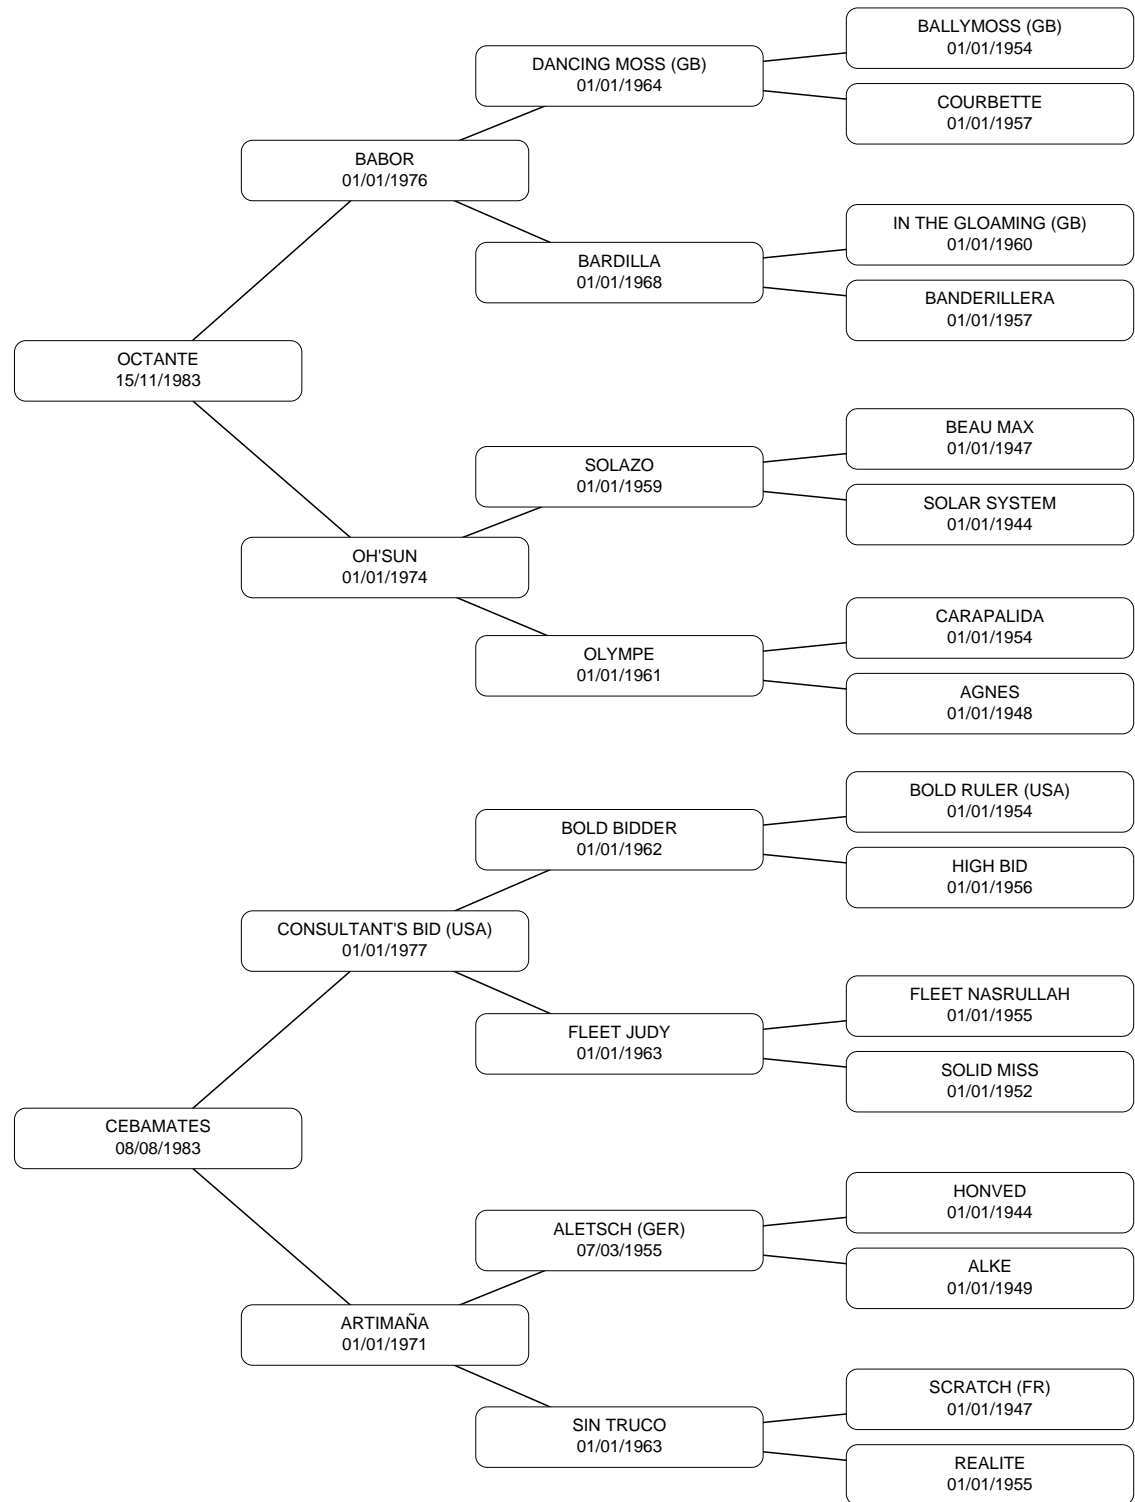 BALLYMOSS (GB)
01/01/1954
DANCING MOSS (GB)
01/01/1964
COURBETTE
01/01/1957
BABOR
01/01/1976
IN THE GLOAMING (GB)
01/01/1960
BARDILLA
01/01/1968
BANDERILLERA
01/01/1957
OCTANTE
15/11/1983
BEAU MAX
01/01/1947
SOLAZO
01/01/1959
SOLAR SYSTEM
01/01/1944
OH'SUN
01/01/1974
CARAPALIDA
01/01/1954
OLYMPE
01/01/1961
AGNES
01/01/1948
BOLD RULER (USA)
01/01/1954
BOLD BIDDER
01/01/1962
HIGH BID
01/01/1956
CONSULTANT'S BID (USA)
01/01/1977
FLEET NASRULLAH
01/01/1955
FLEET JUDY
01/01/1963
SOLID MISS
01/01/1952
CEBAMATES
08/08/1983
HONVED
01/01/1944
ALETSCH (GER)
07/03/1955
ALKE
01/01/1949
ARTIMAÑA
01/01/1971
SCRATCH (FR)
01/01/1947
SIN TRUCO
01/01/1963
REALITE
01/01/1955